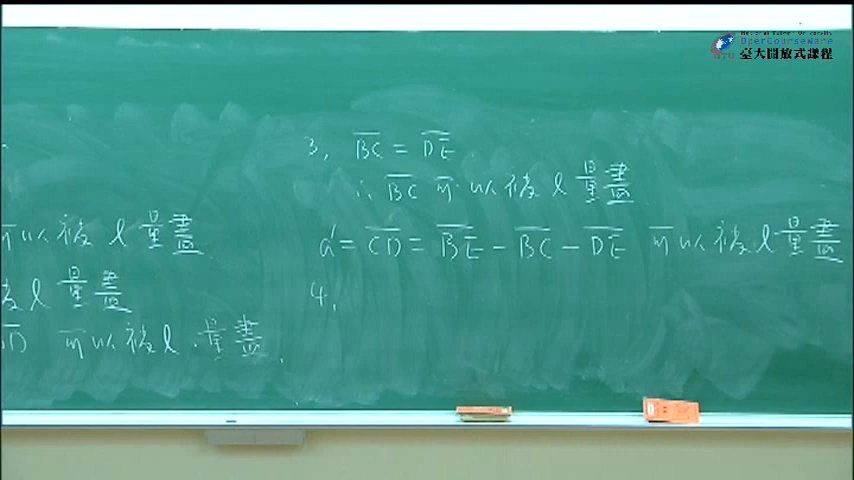 OpenCourseware
臺大開放式課程
可以被 l 量盡
被 l 量盡
可以被 l 量盡.
3, BC = DE
∴ BC 可以被 l 量盡
a' = CD = BE - BC - DE 可以被 l 量盡
4,